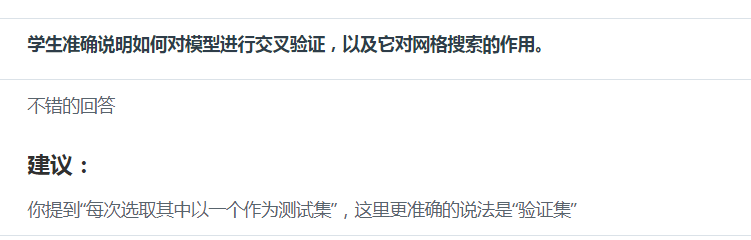 学生准确说明如何对模型进行交叉验证，以及它对网格搜索的作用。
不错的回答
建议：
你提到“每次选取其中以一个作为测试集”，这里更准确的说法是“验证集”